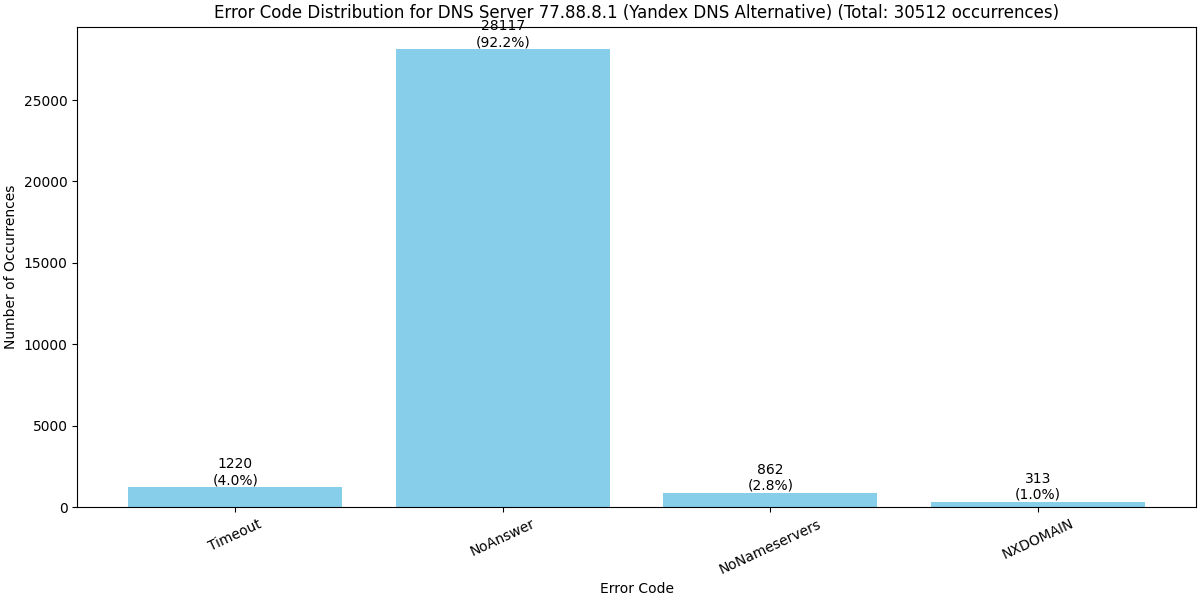 Error Code Distribution for DNS Server 77.88.8.1 (Yandex DNS Alternative) (Total: 30512 occurrences)
28117
(92.2%)
25000
20000
15000
10000
5000
0
Number of Occurrences
1220
(4.0%)
862
(2.8%)
313
(1.0%)
Timeout
NoAnswer
NoNameservers
NXDOMAIN
Error Code